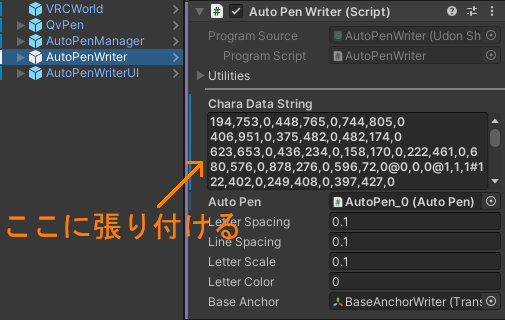 VRCWorld
QvPen
AutoPenManager
AutoPenWriter
AutoPenWriterUI
Auto Pen Writer (Script)
Program Source
AutoPenWriter (Udon Sh
Program Script
AutoPenWriter
Utilities
Chara Data String
194,753,0,448,765,0,744,805,0
406,951,0,375,482,0,482,174,0
623,653,0,436,234,0,158,170,0,222,461,0,6
80,576,0,878,276,0,596,72,0@0,0,0@1,1,1#1
22,402,0,249,408,0,397,427,0
ここに張り付ける
Auto Pen
AutoPen_0 (Auto Pen)
Letter Spacing
0.1
Line Spacing
0.1
Letter Scale
0.1
Letter Color
0
Base Anchor
BaseAnchorWriter (Trans